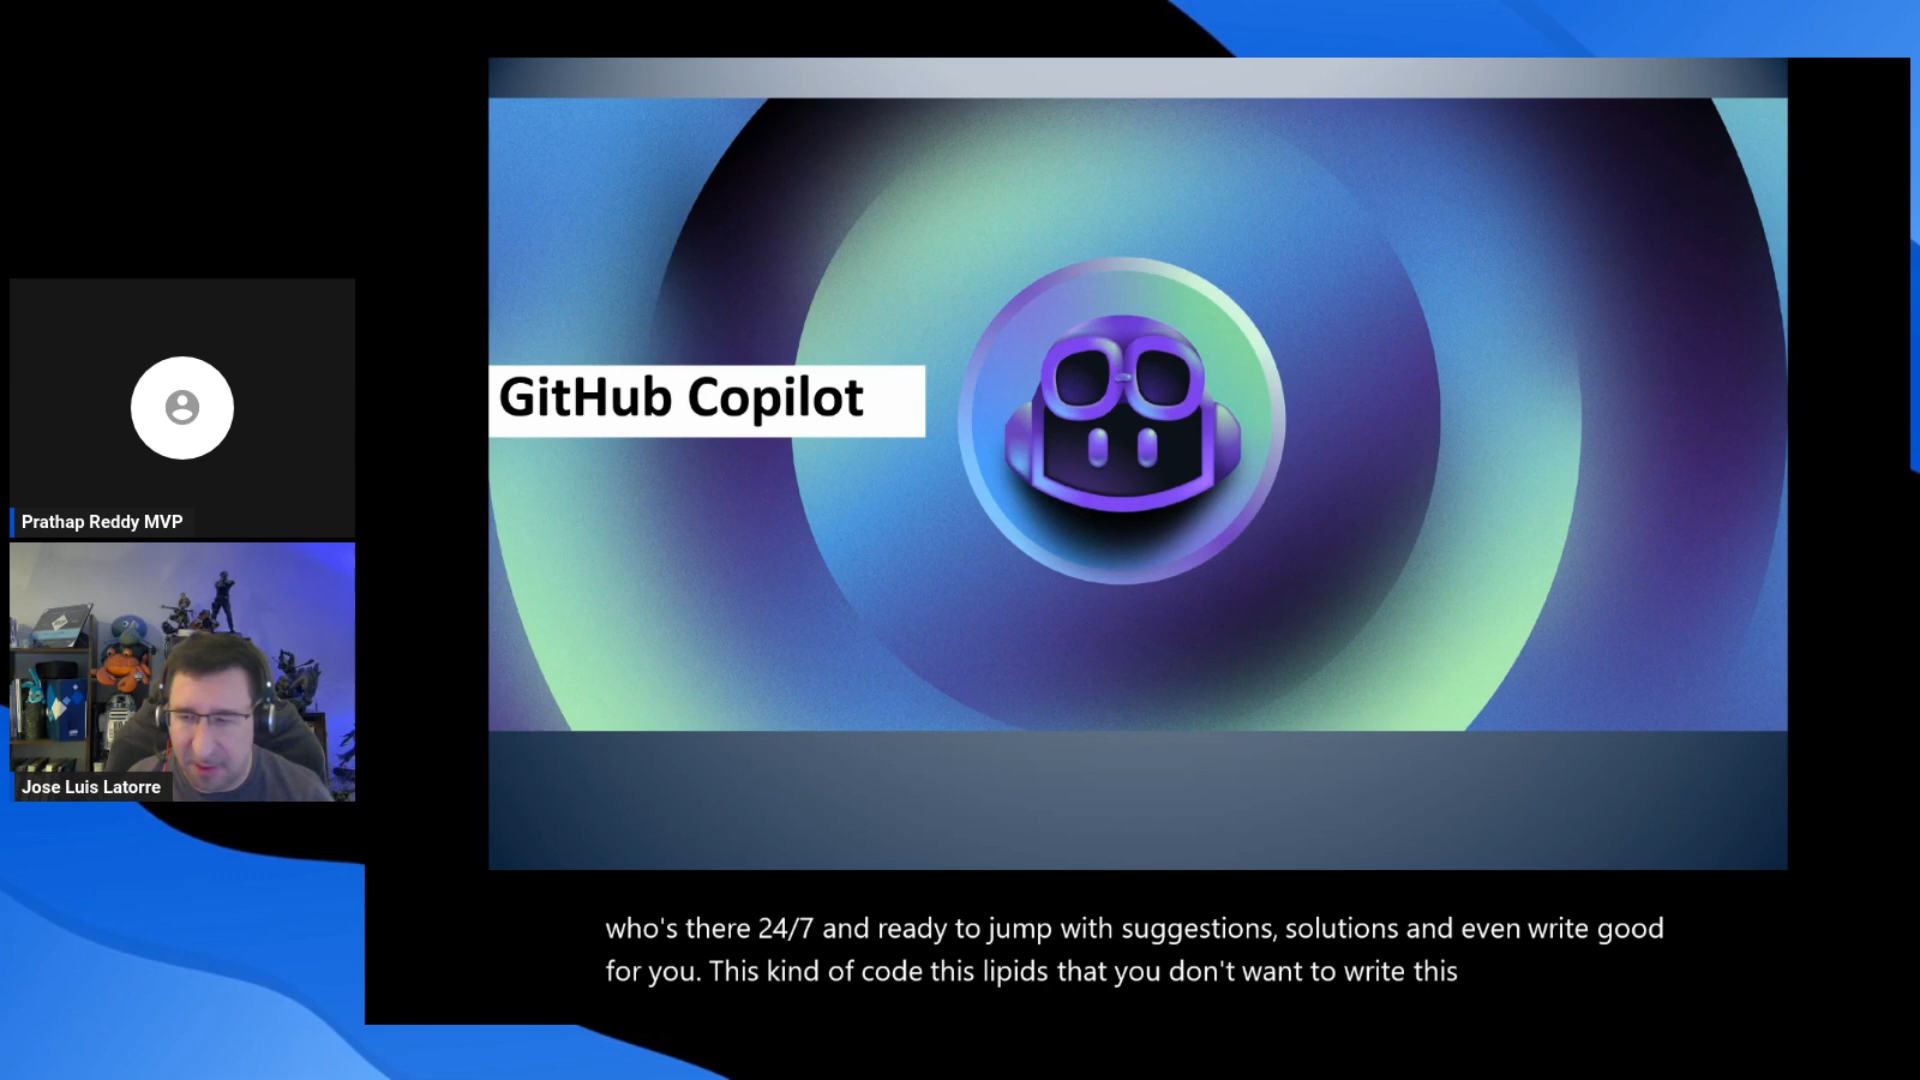 GitHub Copilot
Prathap Reddy MVP
Jose Luis Latorre
who's there 24/7 and ready to jump with suggestions, solutions and even write good
for you. This kind of code this lipids that you don't want to write this